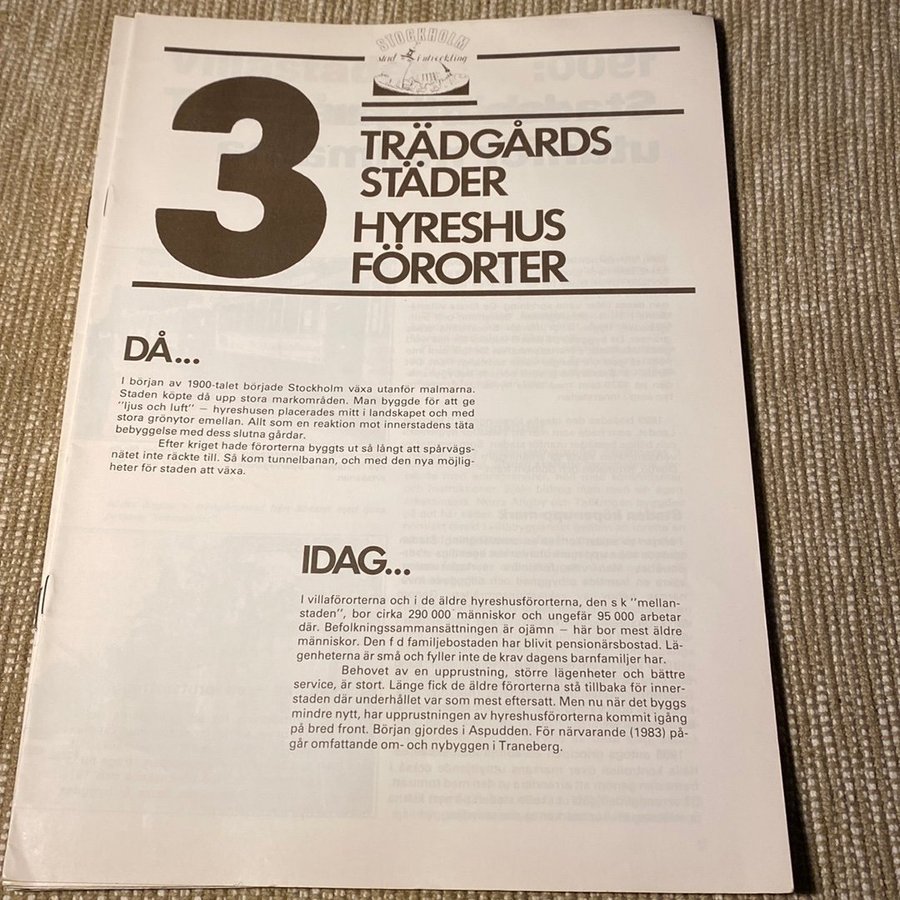 STOCKHOLM
stad i utveckling
3
TRÄDGÅRDS
STÄDER
HYRESHUS
FÖRORTER
DÅ...
I början av 1900-talet började Stockholm växa utanför malmarna.
Staden köpte då upp stora markområden. Man byggde för att ge
"ljus och luft" – hyreshusen placerades mitt i landskapet och med
stora grönytor emellan. Allt som en reaktion mot innerstadens täta
bebyggelse med dess slutna gårdar.
Efter kriget hade förorterna byggts ut så långt att spårvägs-
nätet inte räckte till. Så kom tunnelbanan, och med den nya möjlig-
heter för staden att växa.
IDAG...
I villaförorterna och i de äldre hyreshusförorterna, den s k "mellan-
staden", bor cirka 290 000 människor och ungefär 95 000 arbetar
där. Befolkningssammansättningen är ojämn – här bor mest äldre
människor. Den f d familjebostaden har blivit pensionärsbostad. Lä-
genheterna är små och fyller inte de krav dagens barnfamiljer har.
Behovet av en upprustning, större lägenheter och bättre
service, är stort. Länge fick de äldre förorterna stå tillbaka för inner-
staden där underhållet var som mest eftersatt. Men nu när det byggs
mindre nytt, har upprustningen av hyreshusförorterna kommit igång
på bred front. Början gjordes i Aspudden. För närvarande (1983) på-
går omfattande om- och nybyggen i Traneberg.